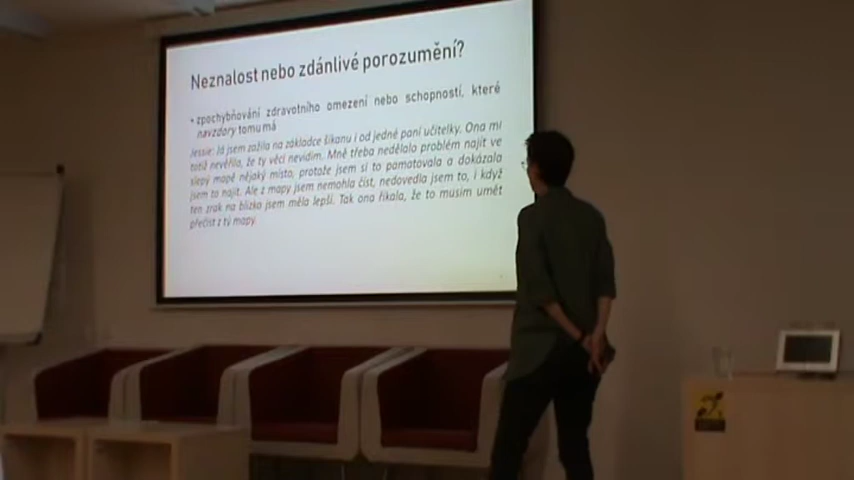 Neznalost nebo zdánlivé porozumění?
• zpochybňování zdravotního omezení nebo schopností, které
navzdory tomu má
Jessie: Já jsem zažila na základce šikanu i od jedné paní učitelky. Ona mi
totiž nevěřila, že ty věci nevidím. Mně třeba nedělalo problém najít ve
slepý mapě nějaký místo, protože jsem si to pamatovala a dokázala
jsem to najít. Ale z mapy jsem nemohla číst, nedovedla jsem to, i když
ten zrak na blízko jsem měla lepší. Tak ona říkala, že to musím umět
přečíst z tý mapy.